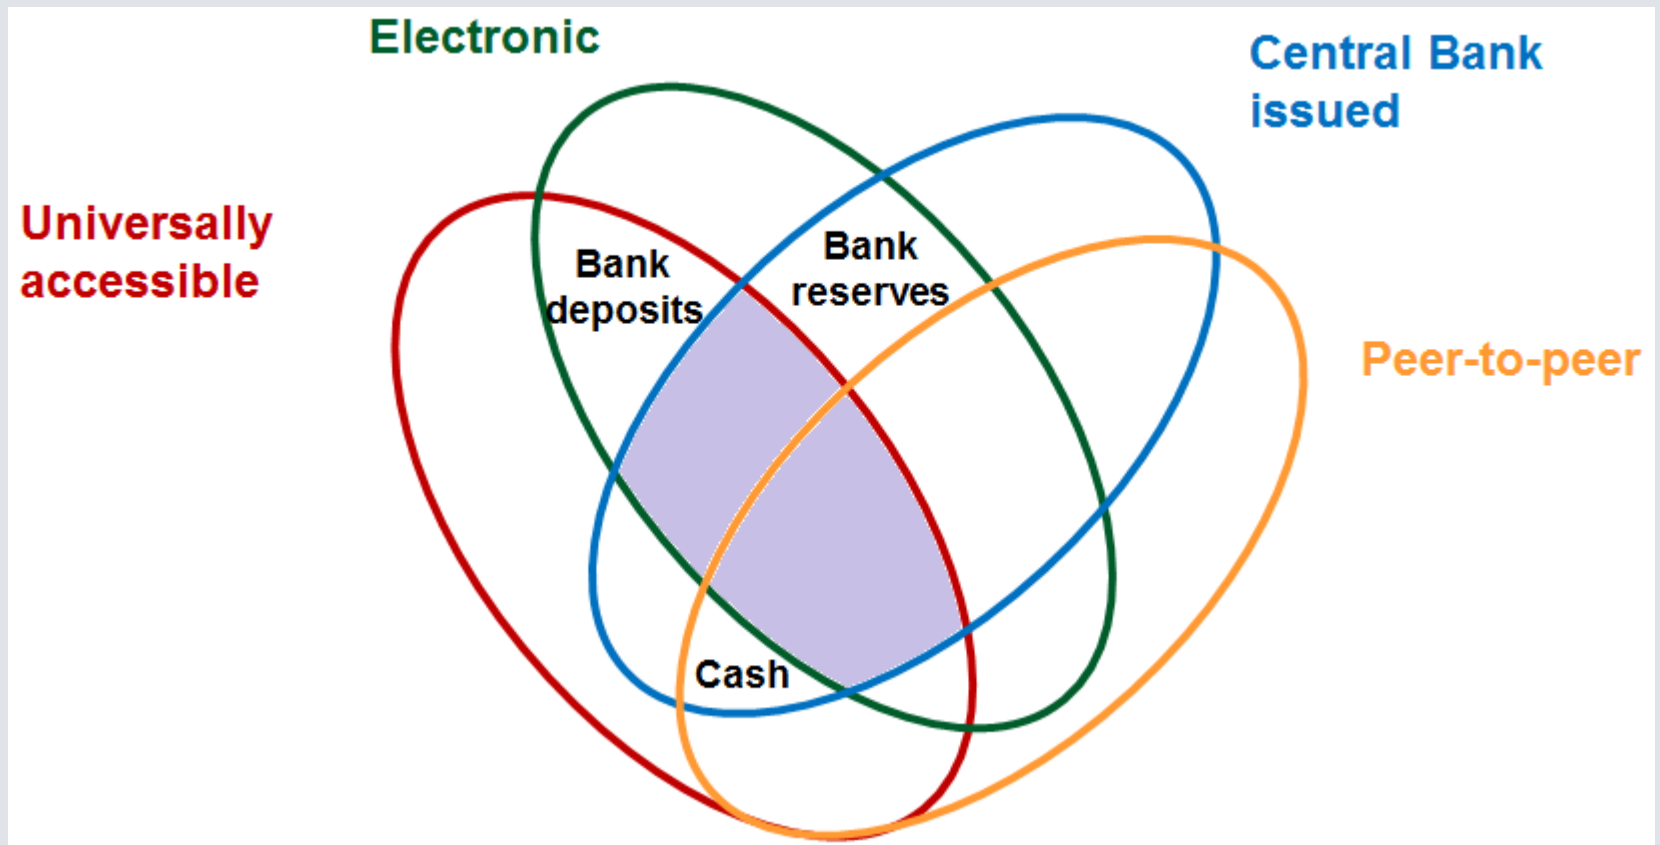 Electronic
Central Bank
issued
Universally
accessible
Bank
deposits
Bank
reserves
Peer-to-peer
Cash